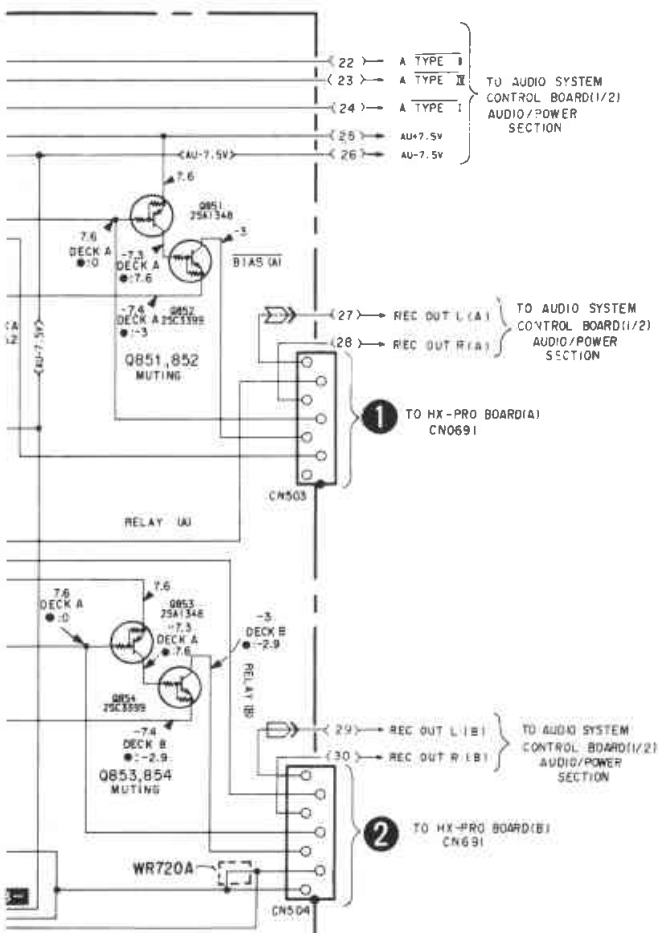 (22) A TYPE II
(23) A TYPE IV
(24) A TYPE I
(25) AU+7.5V
(26) AU-7.5V
TO AUDIO SYSTEM
CONTROL BOARD(1/2)
AUDIO/POWER
SECTION
(AU-7.5V)
7.6
Q851
2SA1348
-3
7.6
DECK A
●:0
-7.3
DECK A
●:7.6
BIAS (A)
-7.4
DECK A
●:-3
Q852
2SC3399
(AU-7.5V)
Q851,852
MUTING
(27) REC OUT L(A)
(28) REC OUT R(A)
TO AUDIO SYSTEM
CONTROL BOARD(1/2)
AUDIO/POWER
SECTION
1 TO HX-PRO BOARD(A)
CN0691
CN503
RELAY (A)
7.6
DECK A
●:0
7.6
Q853
2SA1348
-7.3
DECK A
●:7.6
-3
DECK B
●:-2.9
RELAY (B)
Q854
2SC3399
-7.4
DECK B
●:-2.9
Q853,854
MUTING
(29) REC OUT L(B)
(30) REC OUT R(B)
TO AUDIO SYSTEM
CONTROL BOARD(1/2)
AUDIO/POWER
SECTION
2 TO HX-PRO BOARD(B)
CN691
WR720A
CN504